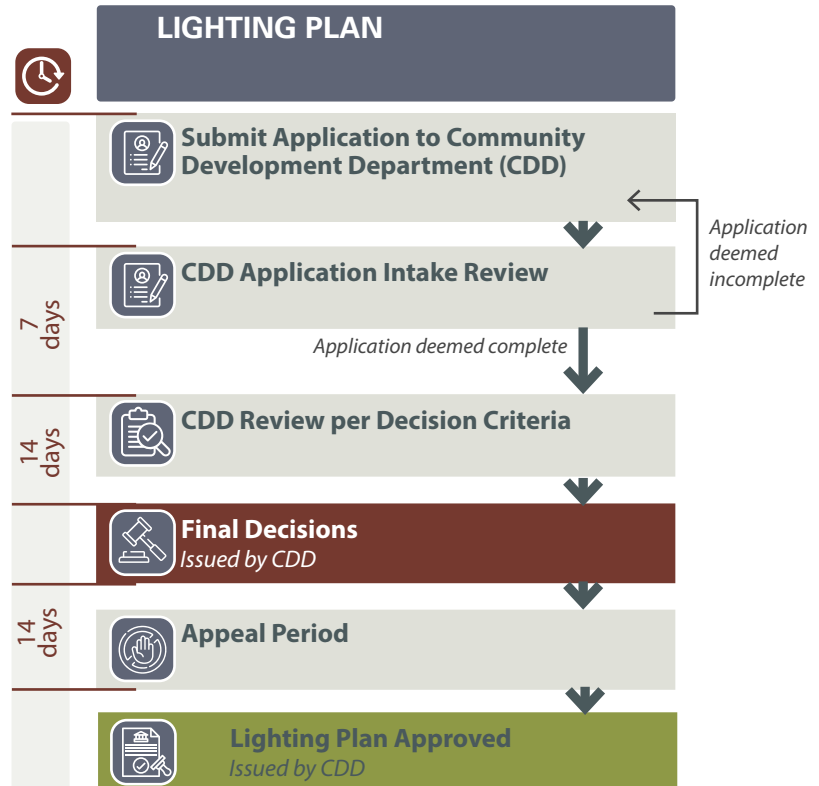 LIGHTING PLAN
Submit Application to Community
Development Department (CDD)
Application
deemed
incomplete
7
days
CDD Application Intake Review
Application deemed complete
14
days
CDD Review per Decision Criteria
Final Decisions
Issued by CDD
14
days
Appeal Period
Lighting Plan Approved
Issued by CDD